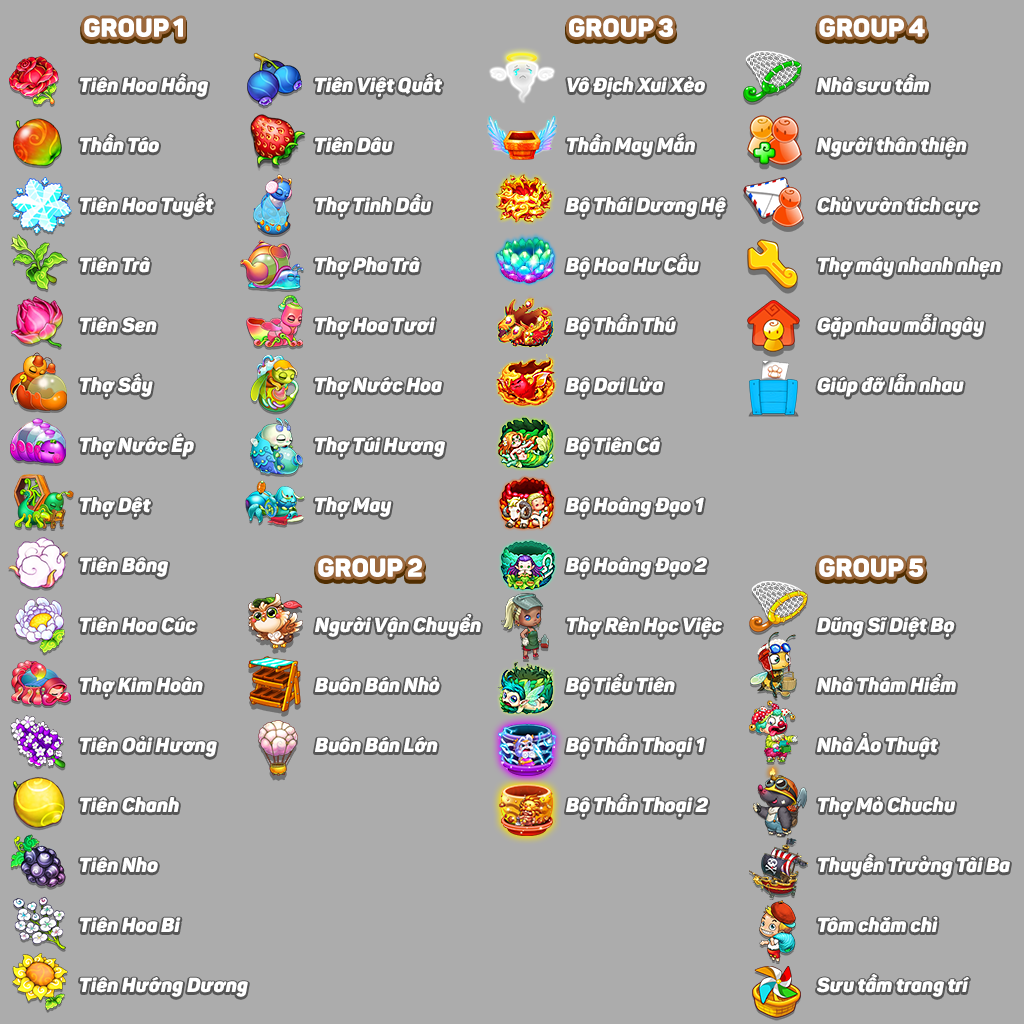 GROUP 1
Tiên Hoa Hồng
Thần Táo
Tiên Hoa Tuyết
Tiên Trà
Tiên Sen
Thợ Sấy
Thợ Nước Ép
Thợ Dệt
Tiên Bông
Tiên Hoa Cúc
Thợ Kim Hoàn
Tiên Oải Hương
Tiên Chanh
Tiên Nho
Tiên Hoa Bi
Tiên Hướng Dương
Tiên Việt Quất
Tiên Dâu
Thợ Tinh Dầu
Thợ Pha Trà
Thợ Hoa Tươi
Thợ Nước Hoa
Thợ Túi Hương
Thợ May
GROUP 2
Người Vận Chuyển
Buôn Bán Nhỏ
Buôn Bán Lớn
GROUP 3
Vô Địch Xui Xẻo
Thần May Mắn
Bộ Thái Dương Hệ
Bộ Hoa Hư Cấu
Bộ Thần Thú
Bộ Dơi Lửa
Bộ Tiên Cá
Bộ Hoàng Đạo 1
Bộ Hoàng Đạo 2
Thợ Rèn Học Việc
Bộ Tiểu Tiên
Bộ Thần Thoại 1
Bộ Thần Thoại 2
GROUP 4
Nhà sưu tầm
Người thân thiện
Chủ vườn tích cực
Thợ máy nhanh nhẹn
Gặp nhau mỗi ngày
Giúp đỡ lẫn nhau
GROUP 5
Dũng Sĩ Diệt Bọ
Nhà Thám Hiểm
Nhà Ảo Thuật
Thợ Mỏ Chuchu
Thuyền Trưởng Tài Ba
Tôm chăm chỉ
Sưu tầm trang trí